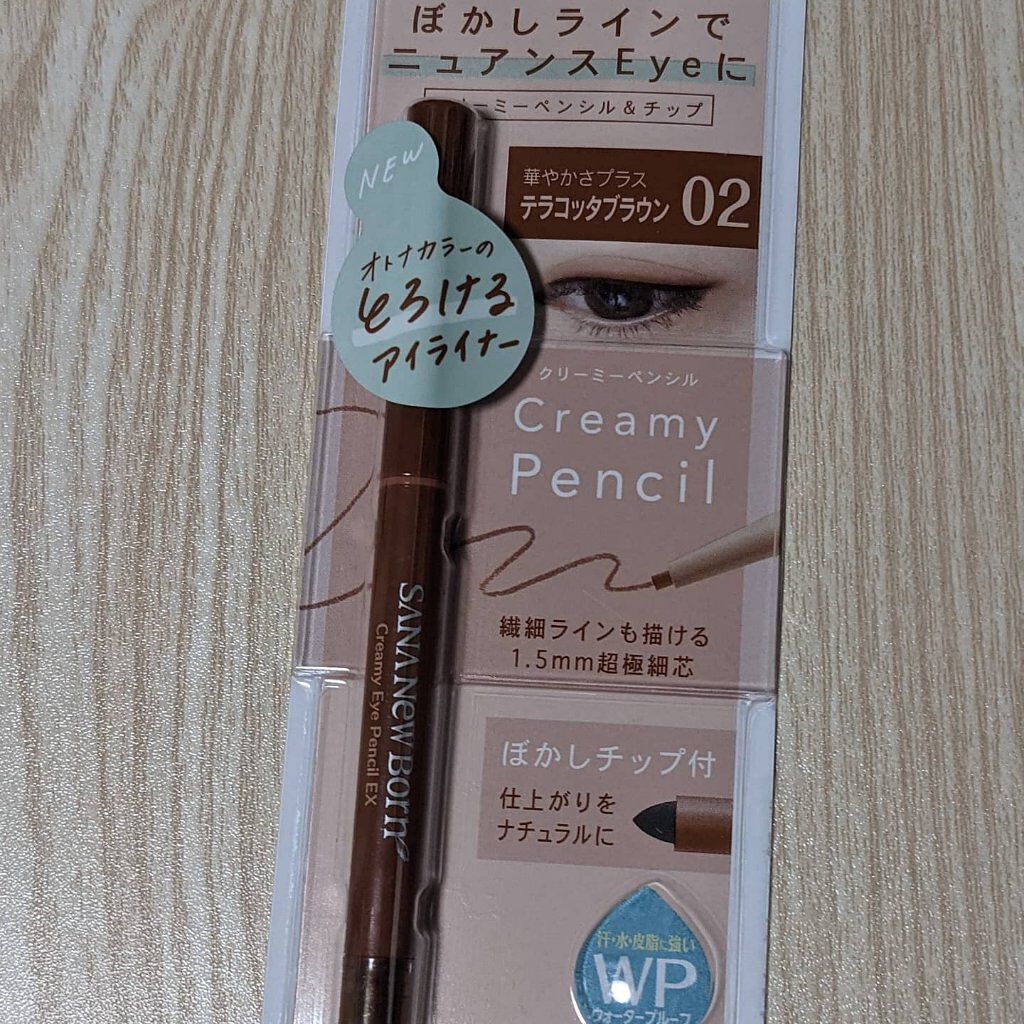 ぼかしラインで
ニュアンスEyeに
ーミーペンシル＆チップ
NEW
華やかさプラス
テラコッタブラウン 02
オトナカラーの
とろける
アイライナー
クリーミーペンシル
Creamy
Pencil
繊細ラインも描ける
1.5mm超極細芯
SANA New Born
Creamy Eye Pencil EX
ぼかしチップ付
仕上がりを
ナチュラルに
汗・水・皮脂に強い
WP
ウォータープルーフ